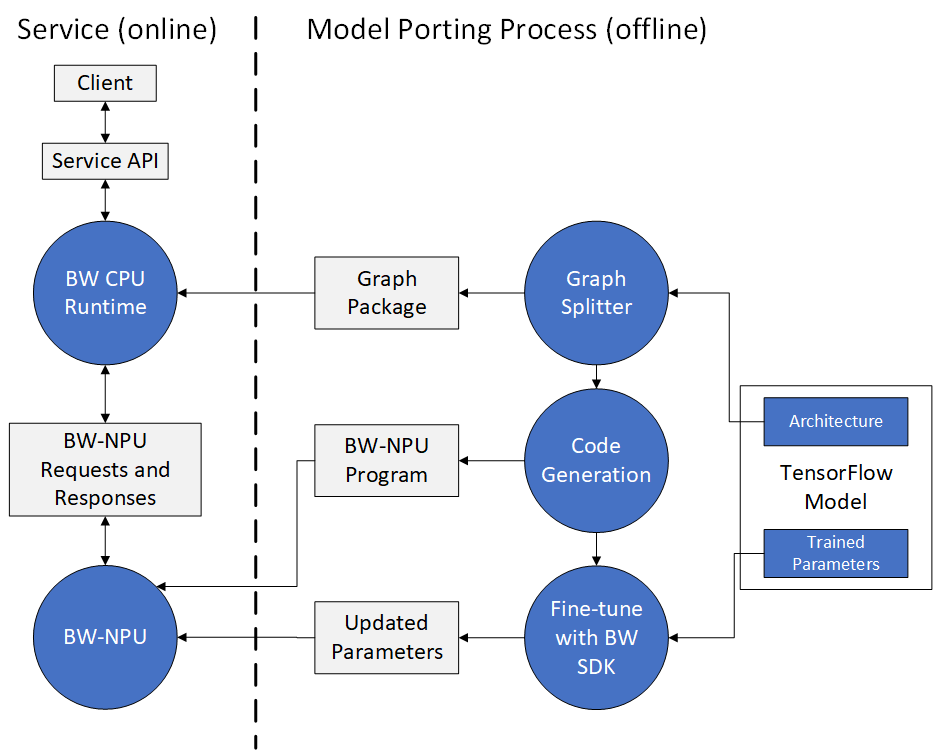 Service (online)
Model Porting Process (offline)
Client
Service API
BW CPU
Runtime
Graph
Package
Graph
Splitter
Architecture
BW-NPU
Requests and
Responses
BW-NPU
Program
Code
Generation
TensorFlow
Model
Trained
Parameters
BW-NPU
Updated
Parameters
Fine-tune
with BW
SDK